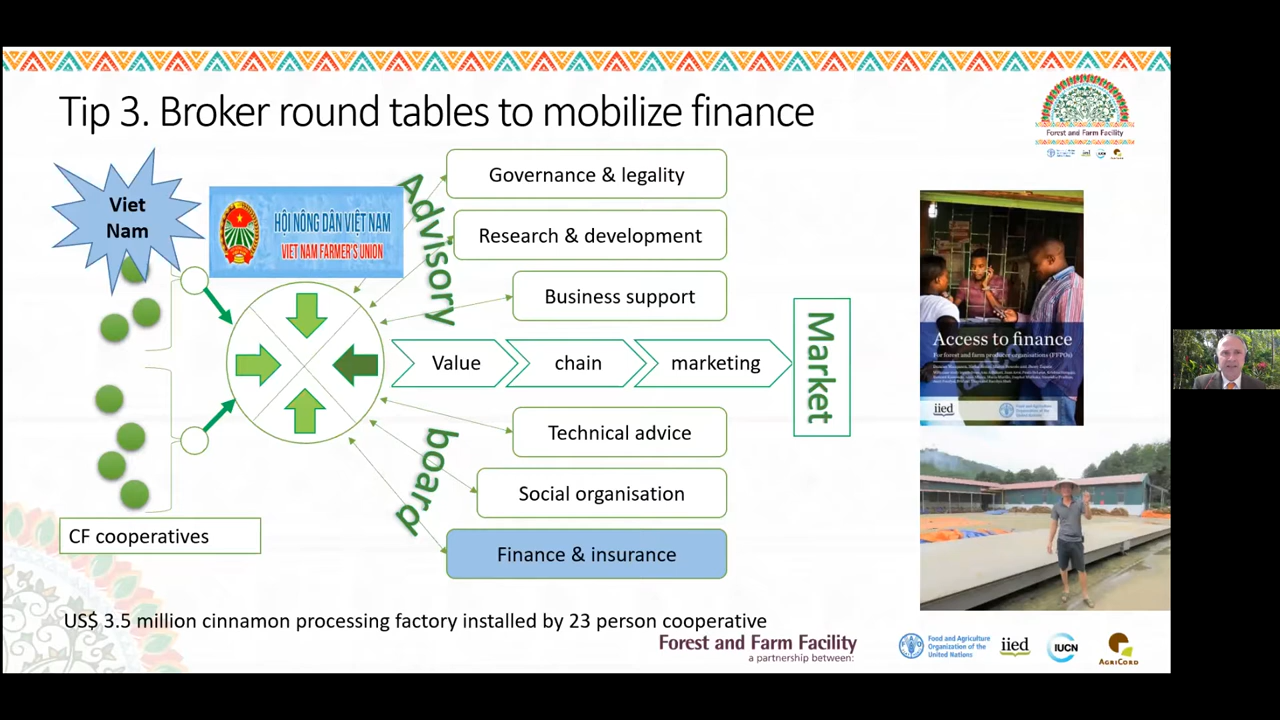 Tip 3. Broker round tables to mobilize finance
Forest and Farm Facility
Viet
Nam
HỘI NÔNG DÂN VIỆT NAM
VIET NAM FARMER'S UNION
Advisory
board
Governance & legality
Research & development
Business support
Value chain marketing
Market
Technical advice
Social organisation
Finance & insurance
CF cooperatives
US$ 3.5 million cinnamon processing factory installed by 23 person cooperative
Access to finance
For forest and farm producer organisations (FFPOs)
iied
Forest and Farm Facility
a partnership between:
Food and Agriculture
Organization of the
United Nations
iied
IUCN
AGRICORD